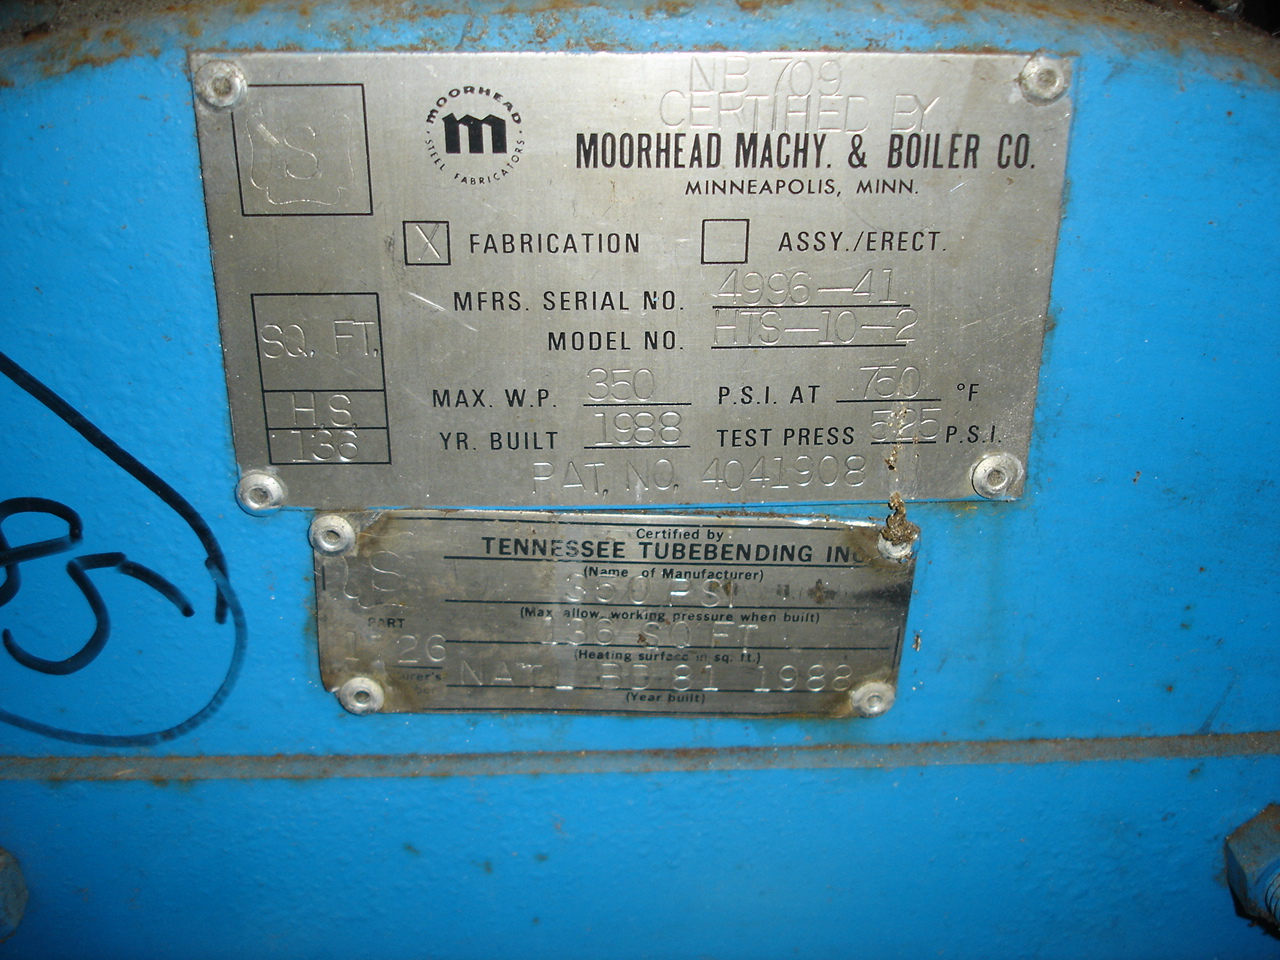 NB 709
CERTIFIED BY
S
MOORHEAD
m
STEEL FABRICATORS
MOORHEAD MACHY. & BOILER CO.
MINNEAPOLIS, MINN.
X FABRICATION ASSY./ERECT.
MFRS. SERIAL NO. 4996-41
MODEL NO. HTS-10-2
SQ. FT.
H.S.
136
MAX. W.P. 350 P.S.I. AT 750 °F
YR. BUILT 1988 TEST PRESS 525 P.S.I.
PAT. NO. 4041908
Certified by
TENNESSEE TUBEBENDING INC
(Name of Manufacturer)
S
350 PSI
(Max. allow. working pressure when built)
PART
136 SQ FT
26
(Heating surface in sq. ft.)
NAT'L BD 81 1988
(Year built)